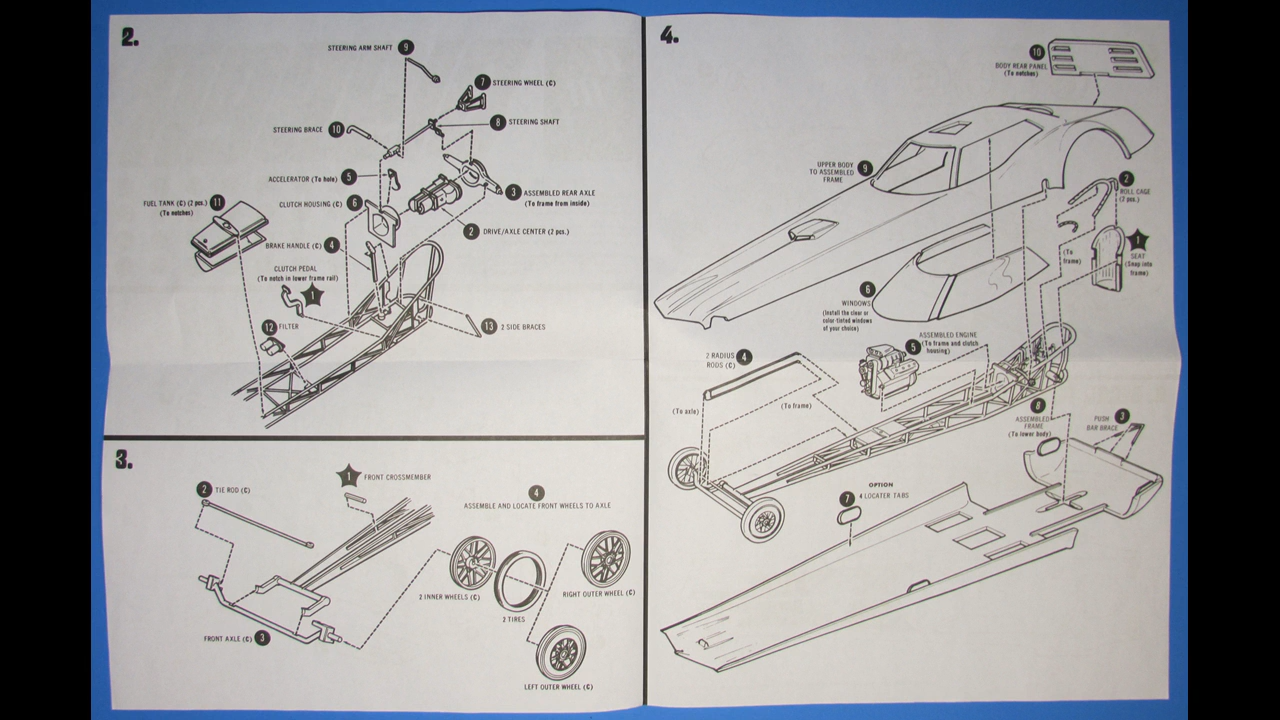 2.
STEERING ARM SHAFT 9
7 STEERING WHEEL (C)
8 STEERING SHAFT
STEERING BRACE 10
ACCELERATOR (To hole) 5
3 ASSEMBLED REAR AXLE
(To frame from inside)
FUEL TANK (C) (2 pcs.) 11
(To notches)
CLUTCH HOUSING (C) 6
2 DRIVE/AXLE CENTER (2 pcs.)
BRAKE HANDLE (C) 4
CLUTCH PEDAL
(To notch in lower frame rail)
1
12 FILTER
13 2 SIDE BRACES
3.
2 TIE ROD (C)
1 FRONT CROSSMEMBER
4
ASSEMBLE AND LOCATE FRONT WHEELS TO AXLE
2 INNER WHEELS (C)
RIGHT OUTER WHEEL (C)
2 TIRES
FRONT AXLE (C) 3
LEFT OUTER WHEEL (C)
4.
10
BODY REAR PANEL
(To notches)
UPPER BODY
TO ASSEMBLED
FRAME
9
2
ROLL CAGE
(2 pcs.)
1
SEAT
(Snap into
frame)
(To
frame)
6
WINDOWS
(Install the clear or
color tinted windows
of your choice)
5
ASSEMBLED ENGINE
(To frame and clutch
housing)
2 RADIUS
RODS (C)
4
(To axle)
(To frame)
8
ASSEMBLED
FRAME
(To lower body)
PUSH
BAR BRACE
3
OPTION
7 4 LOCATER TABS